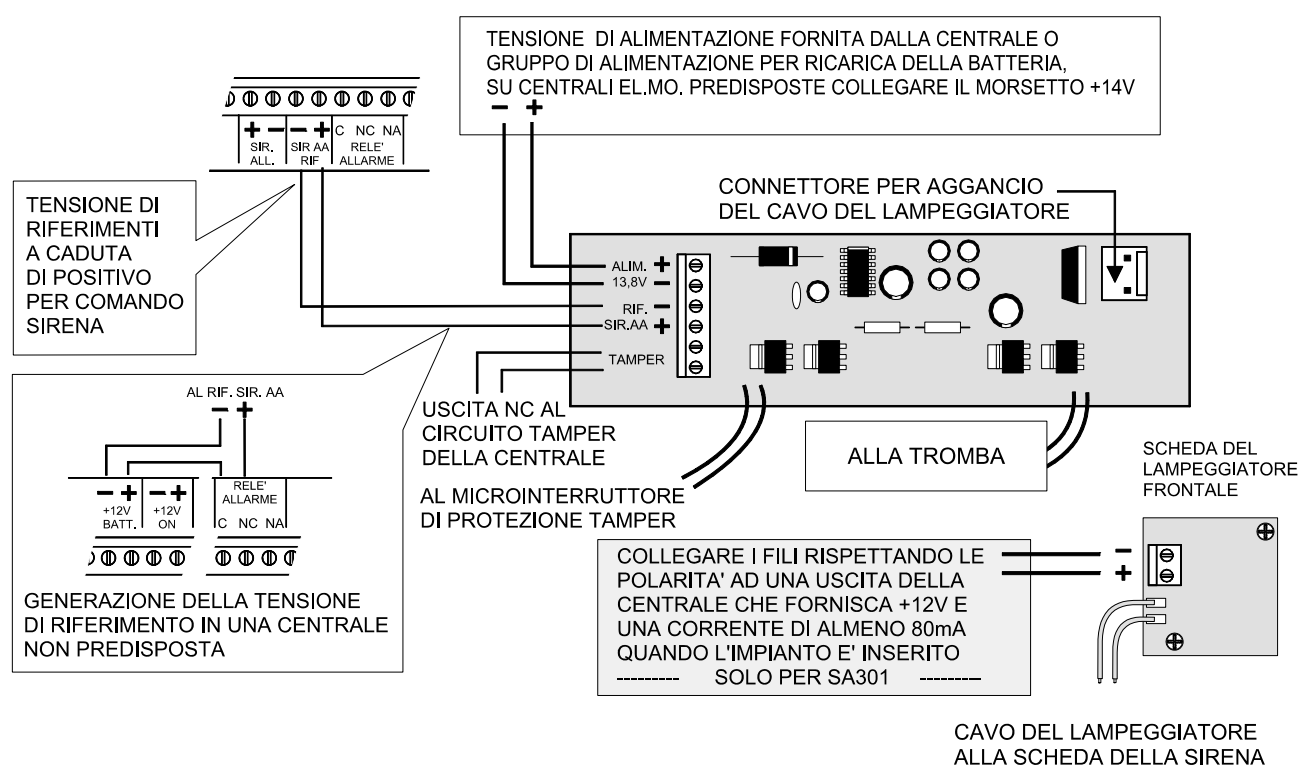 TENSIONE DI ALIMENTAZIONE FORNITA DALLA CENTRALE O
GRUPPO DI ALIMENTAZIONE PER RICARICA DELLA BATTERIA,
SU CENTRALI EL.MO. PREDISPOSTE COLLEGARE IL MORSETTO +14V
- +
+ - - + C NC NA
SIR. ALL.
SIR AA RIF
RELE' ALLARME
TENSIONE DI
RIFERIMENTI
A CADUTA
DI POSITIVO
PER COMANDO
SIRENA
CONNETTORE PER AGGANCIO
DEL CAVO DEL LAMPEGGIATORE
ALIM. +
13,8V -
RIF. -
SIR.AA +
TAMPER
AL RIF. SIR. AA
- +
- + - +
+12V BATT.
+12V ON
RELE'
ALLARME
C NC NA
GENERAZIONE DELLA TENSIONE
DI RIFERIMENTO IN UNA CENTRALE
NON PREDISPOSTA
USCITA NC AL
CIRCUITO TAMPER
DELLA CENTRALE
AL MICROINTERRUTTORE
DI PROTEZIONE TAMPER
ALLA TROMBA
SCHEDA DEL
LAMPEGGIATORE
FRONTALE
-
+
COLLEGARE I FILI RISPETTANDO LE
POLARITA' AD UNA USCITA DELLA
CENTRALE CHE FORNISCA +12V E
UNA CORRENTE DI ALMENO 80mA
QUANDO L'IMPIANTO E' INSERITO
--------- SOLO PER SA301 ---------
CAVO DEL LAMPEGGIATORE
ALLA SCHEDA DELLA SIRENA